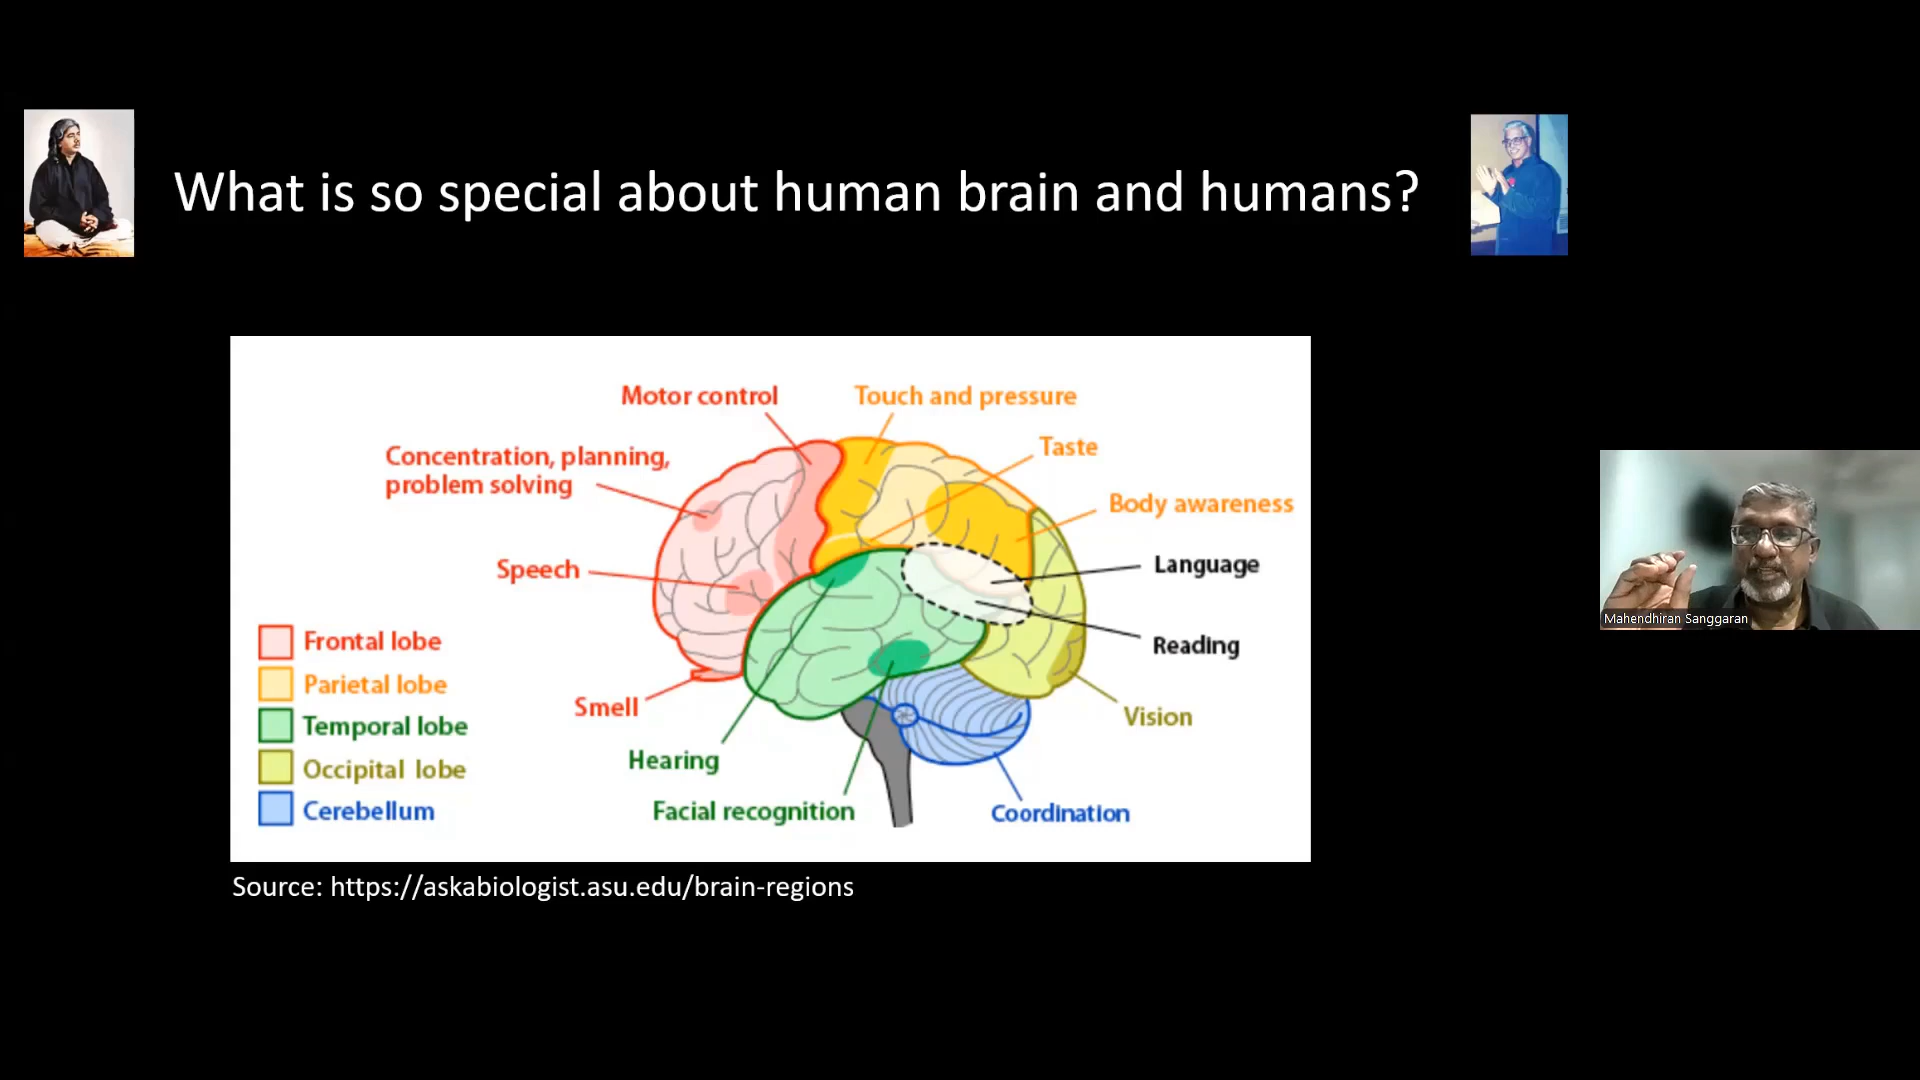 What is so special about human brain and humans?
Motor control
Touch and pressure
Taste
Concentration, planning,
problem solving
Body awareness
Language
Speech
Reading
Frontal lobe
Parietal lobe
Smell
Vision
Temporal lobe
Hearing
Occipital lobe
Facial recognition
Coordination
Cerebellum
Source: https://askabiologist.asu.edu/brain-regions
Mahendhiran Sanggaran